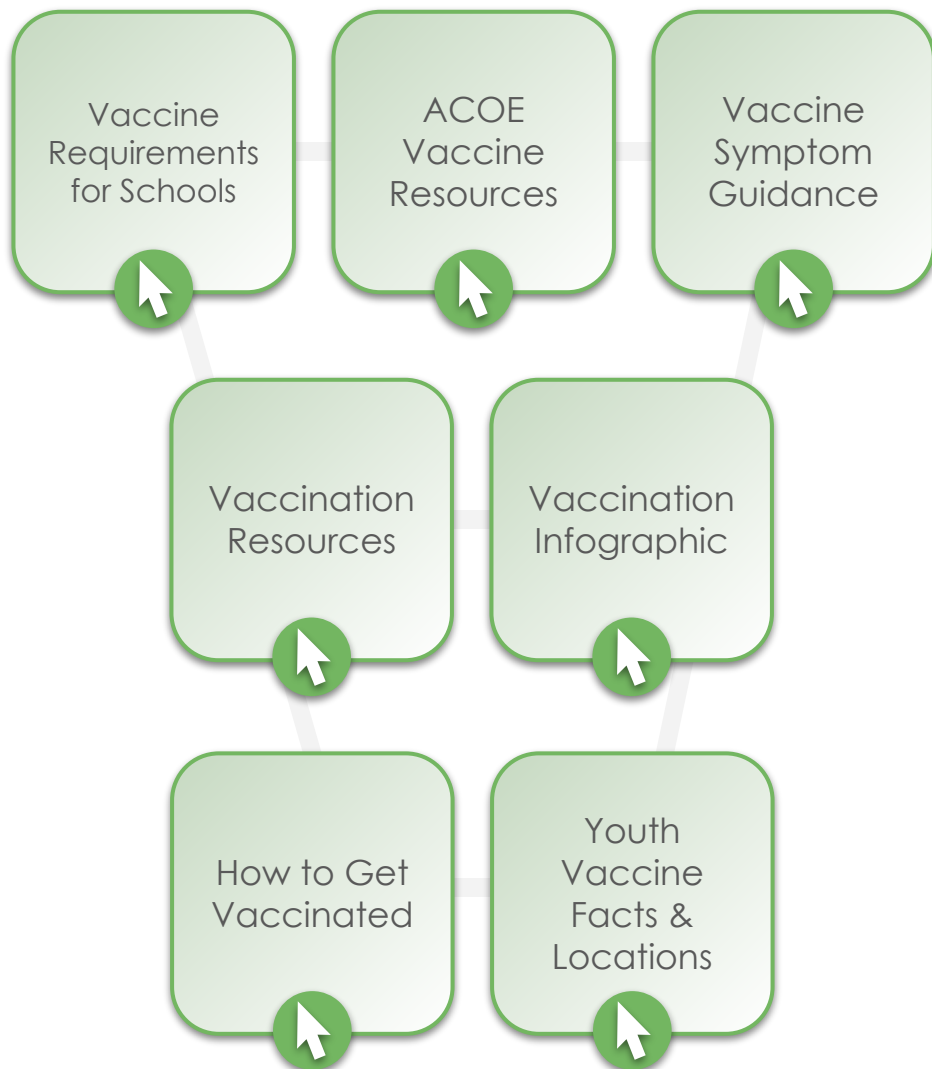 Vaccine
Requirements
for Schools
ACOE
Vaccine
Resources
Vaccine
Symptom
Guidance
Vaccination
Resources
Vaccination
Infographic
How to Get
Vaccinated
Youth
Vaccine
Facts &
Locations